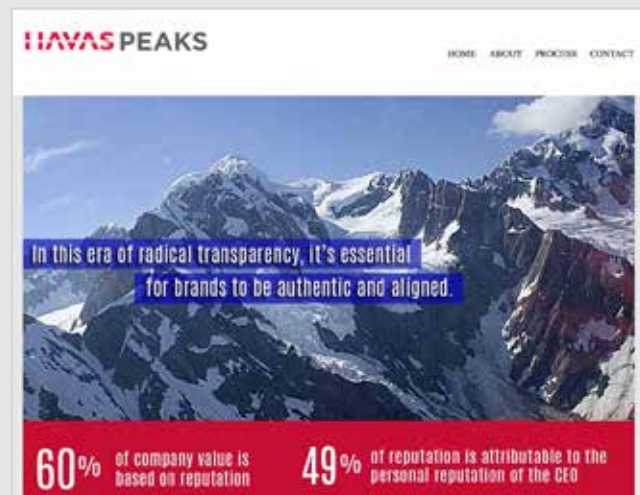 HAVAS PEAKS
HOME ABOUT PROCESS CONTACT
In this era of radical transparency, it's essential
for brands to be authentic and aligned.
60% of company value is
based on reputation
49% of reputation is attributable to the
personal reputation of the CEO